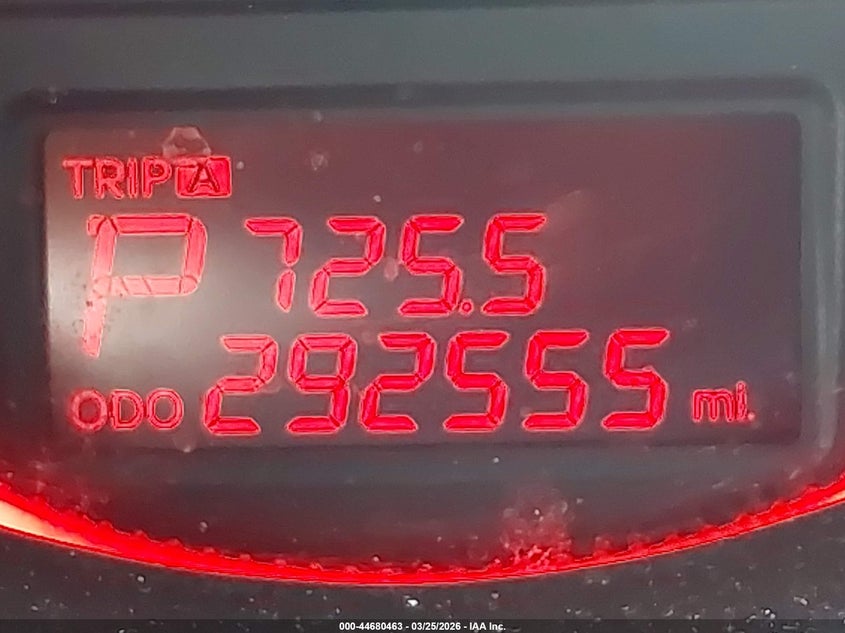 TRIP A
P 725.5
ODO 292555 mi.
000-44680463 - 03/25/2026 - IAA Inc.